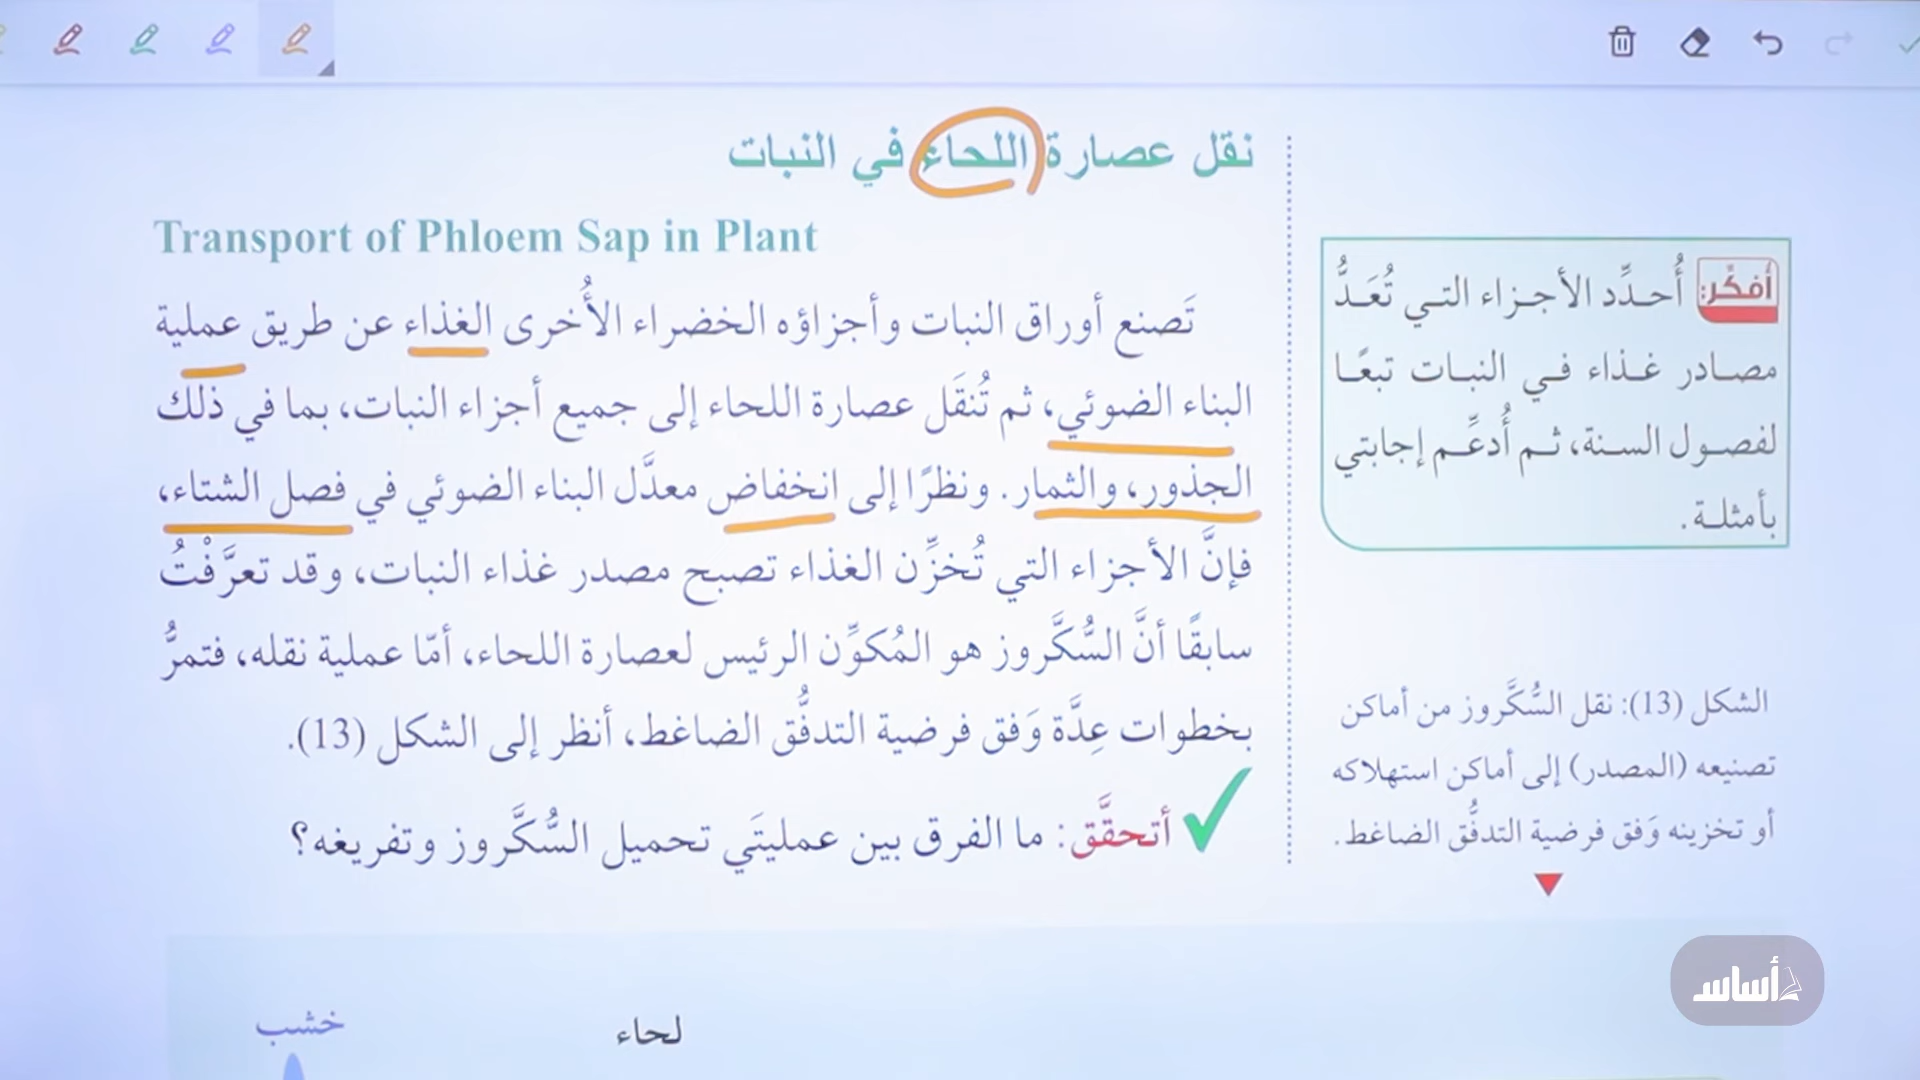 نقل عصارة اللحاء في النبات
Transport of Phloem Sap in Plant
تَصنع أوراق النبات وأجزاؤه الخضراء الأُخرى الغذاء عن طريق عملية
البناء الضوئي، ثم تُنقَل عصارة اللحاء إلى جميع أجزاء النبات، بما في ذلك
الجذور، والثمار. ونظرًا إلى انخفاض معدَّل البناء الضوئي في فصل الشتاء،
فإنَّ الأجزاء التي تُخزِّن الغذاء تصبح مصدر غذاء النبات، وقد تعرَّفْتُ
سابقًا أنَّ السُّكَّروز هو المُكوِّن الرئيس لعصارة اللحاء، أمّا عملية نقله، فتمرُّ
بخطوات عِدَّة وَفق فرضية التدفُّق الضاغط، أنظر إلى الشكل (13).
أتحقَّق: ما الفرق بين عمليتَي تحميل السُّكَّروز وتفريغه؟
أفكِّر: أُحدِّد الأجزاء التي تُعَدُّ
مصادر غذاء في النبات تبعًا
لفصول السنة، ثم أُدعِّم إجابتي
بأمثلة.
الشكل (13): نقل السُّكَّروز من أماكن
تصنيعه (المصدر) إلى أماكن استهلاكه
أو تخزينه وَفق فرضية التدفُّق الضاغط.
لحاء
خشب
أساس